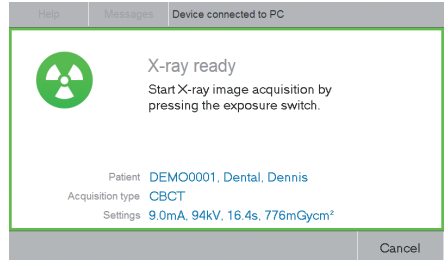 Help Messages Device connected to PC
X-ray ready
Start X-ray image acquisition by
pressing the exposure switch.
Patient DEMO0001, Dental, Dennis
Acquisition type CBCT
Settings 9.0mA, 94kV, 16.4s, 776mGycm²
Cancel